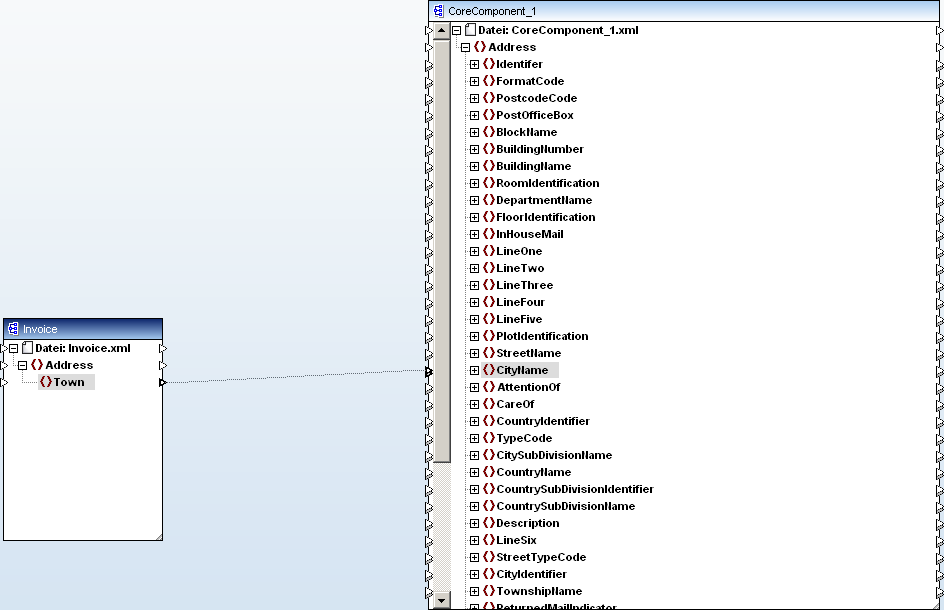 CoreComponent_1
Datei: CoreComponent_1.xml
Address
Identifer
FormatCode
PostcodeCode
PostOfficeBox
BlockName
BuildingNumber
BuildingName
RoomIdentification
DepartmentName
FloorIdentification
InHouseMail
LineOne
LineTwo
LineThree
LineFour
LineFive
PlotIdentification
StreetName
CityName
AttentionOf
CareOf
CountryIdentifier
TypeCode
CitySubDivisionName
CountryName
CountrySubDivisionIdentifier
CountrySubDivisionName
Description
LineSix
StreetTypeCode
CityIdentifier
TownshipName
ReturnedMailIndicator
Invoice
Datei: Invoice.xml
Address
Town